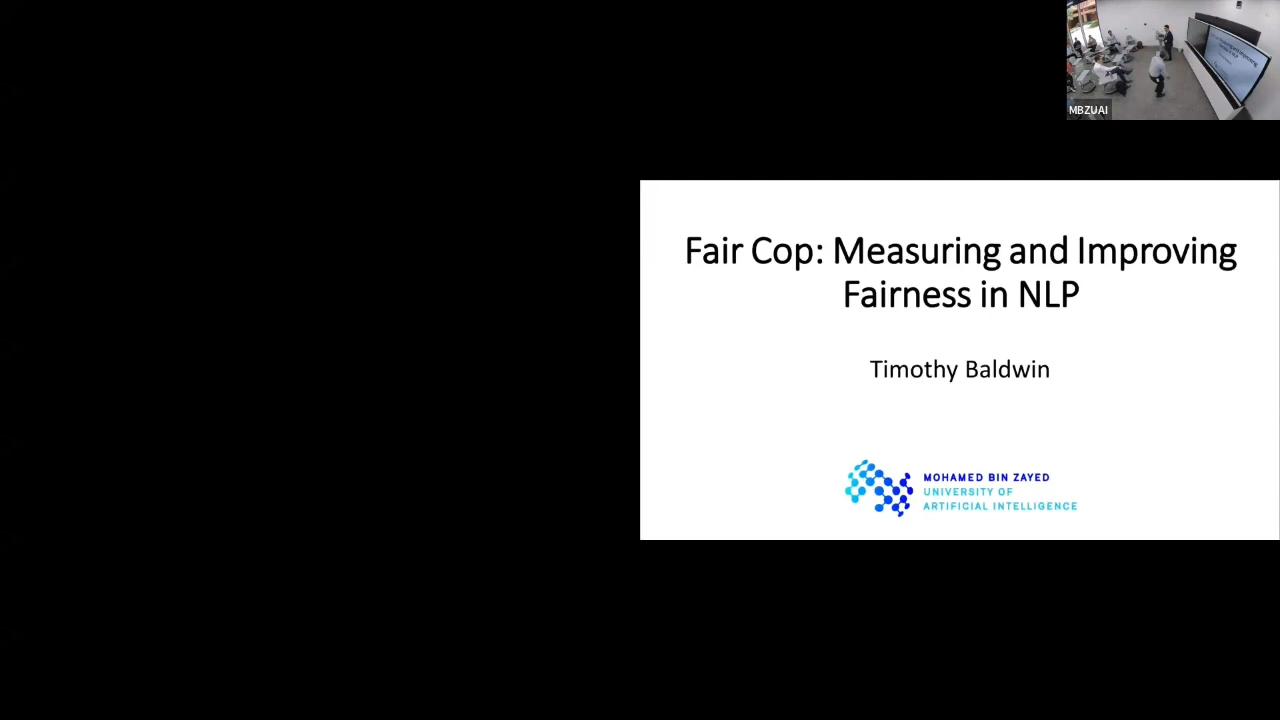 MBZUAI
Fair Cop: Measuring and Improving
Fairness in NLP
Timothy Baldwin
MOHAMED BIN ZAYED
UNIVERSITY OF
ARTIFICIAL INTELLIGENCE